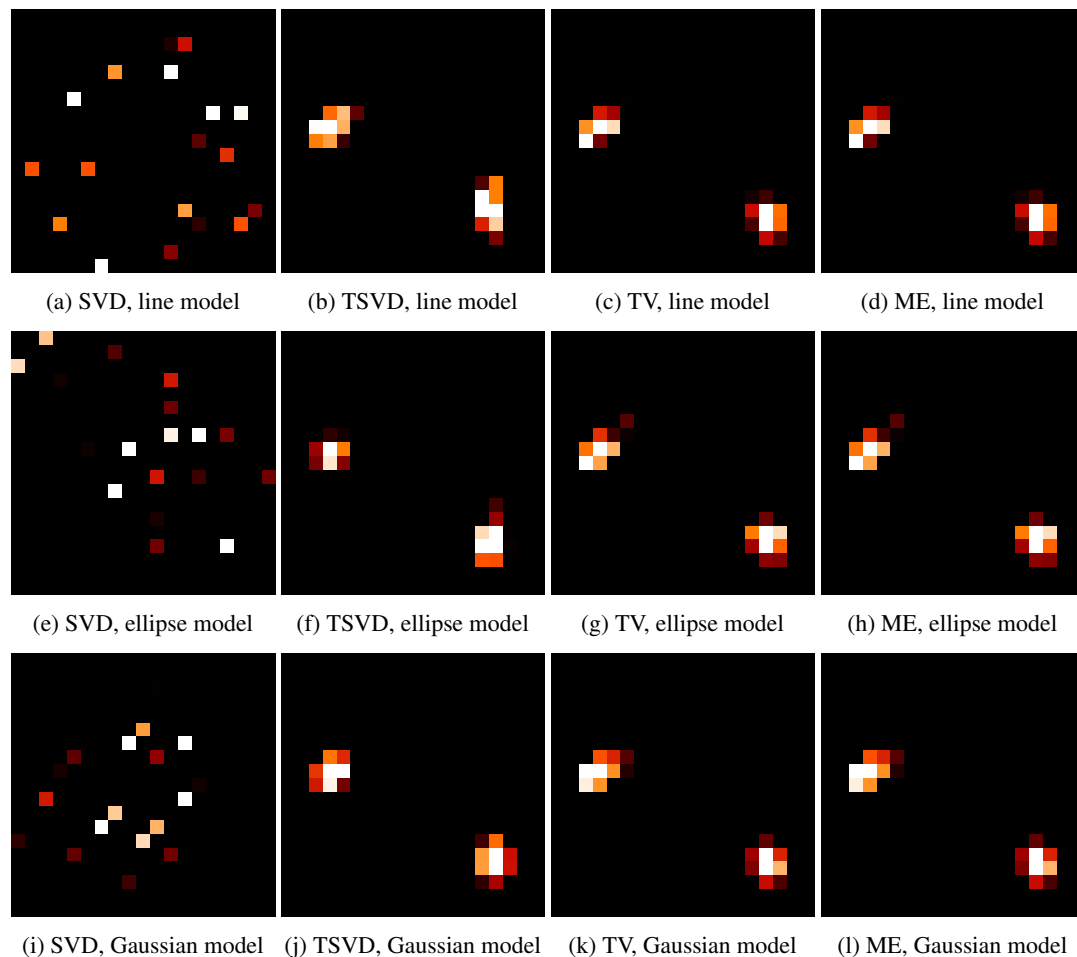 (a) SVD, line model
(b) TSVD, line model
(c) TV, line model
(d) ME, line model
(e) SVD, ellipse model
(f) TSVD, ellipse model
(g) TV, ellipse model
(h) ME, ellipse model
(i) SVD, Gaussian model
(j) TSVD, Gaussian model
(k) TV, Gaussian model
(l) ME, Gaussian model